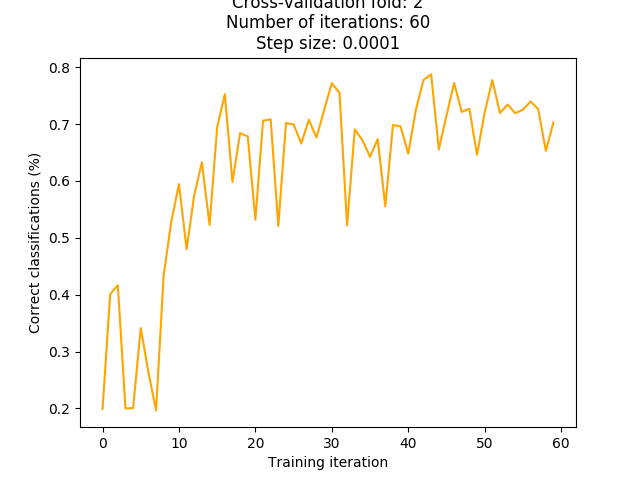 Cross-validation fold: 2
Number of iterations: 60
Step size: 0.0001
0.8
0.7
0.6
0.5
0.4
0.3
0.2
Correct classifications (%)
0 10 20 30 40 50 60
Training iteration